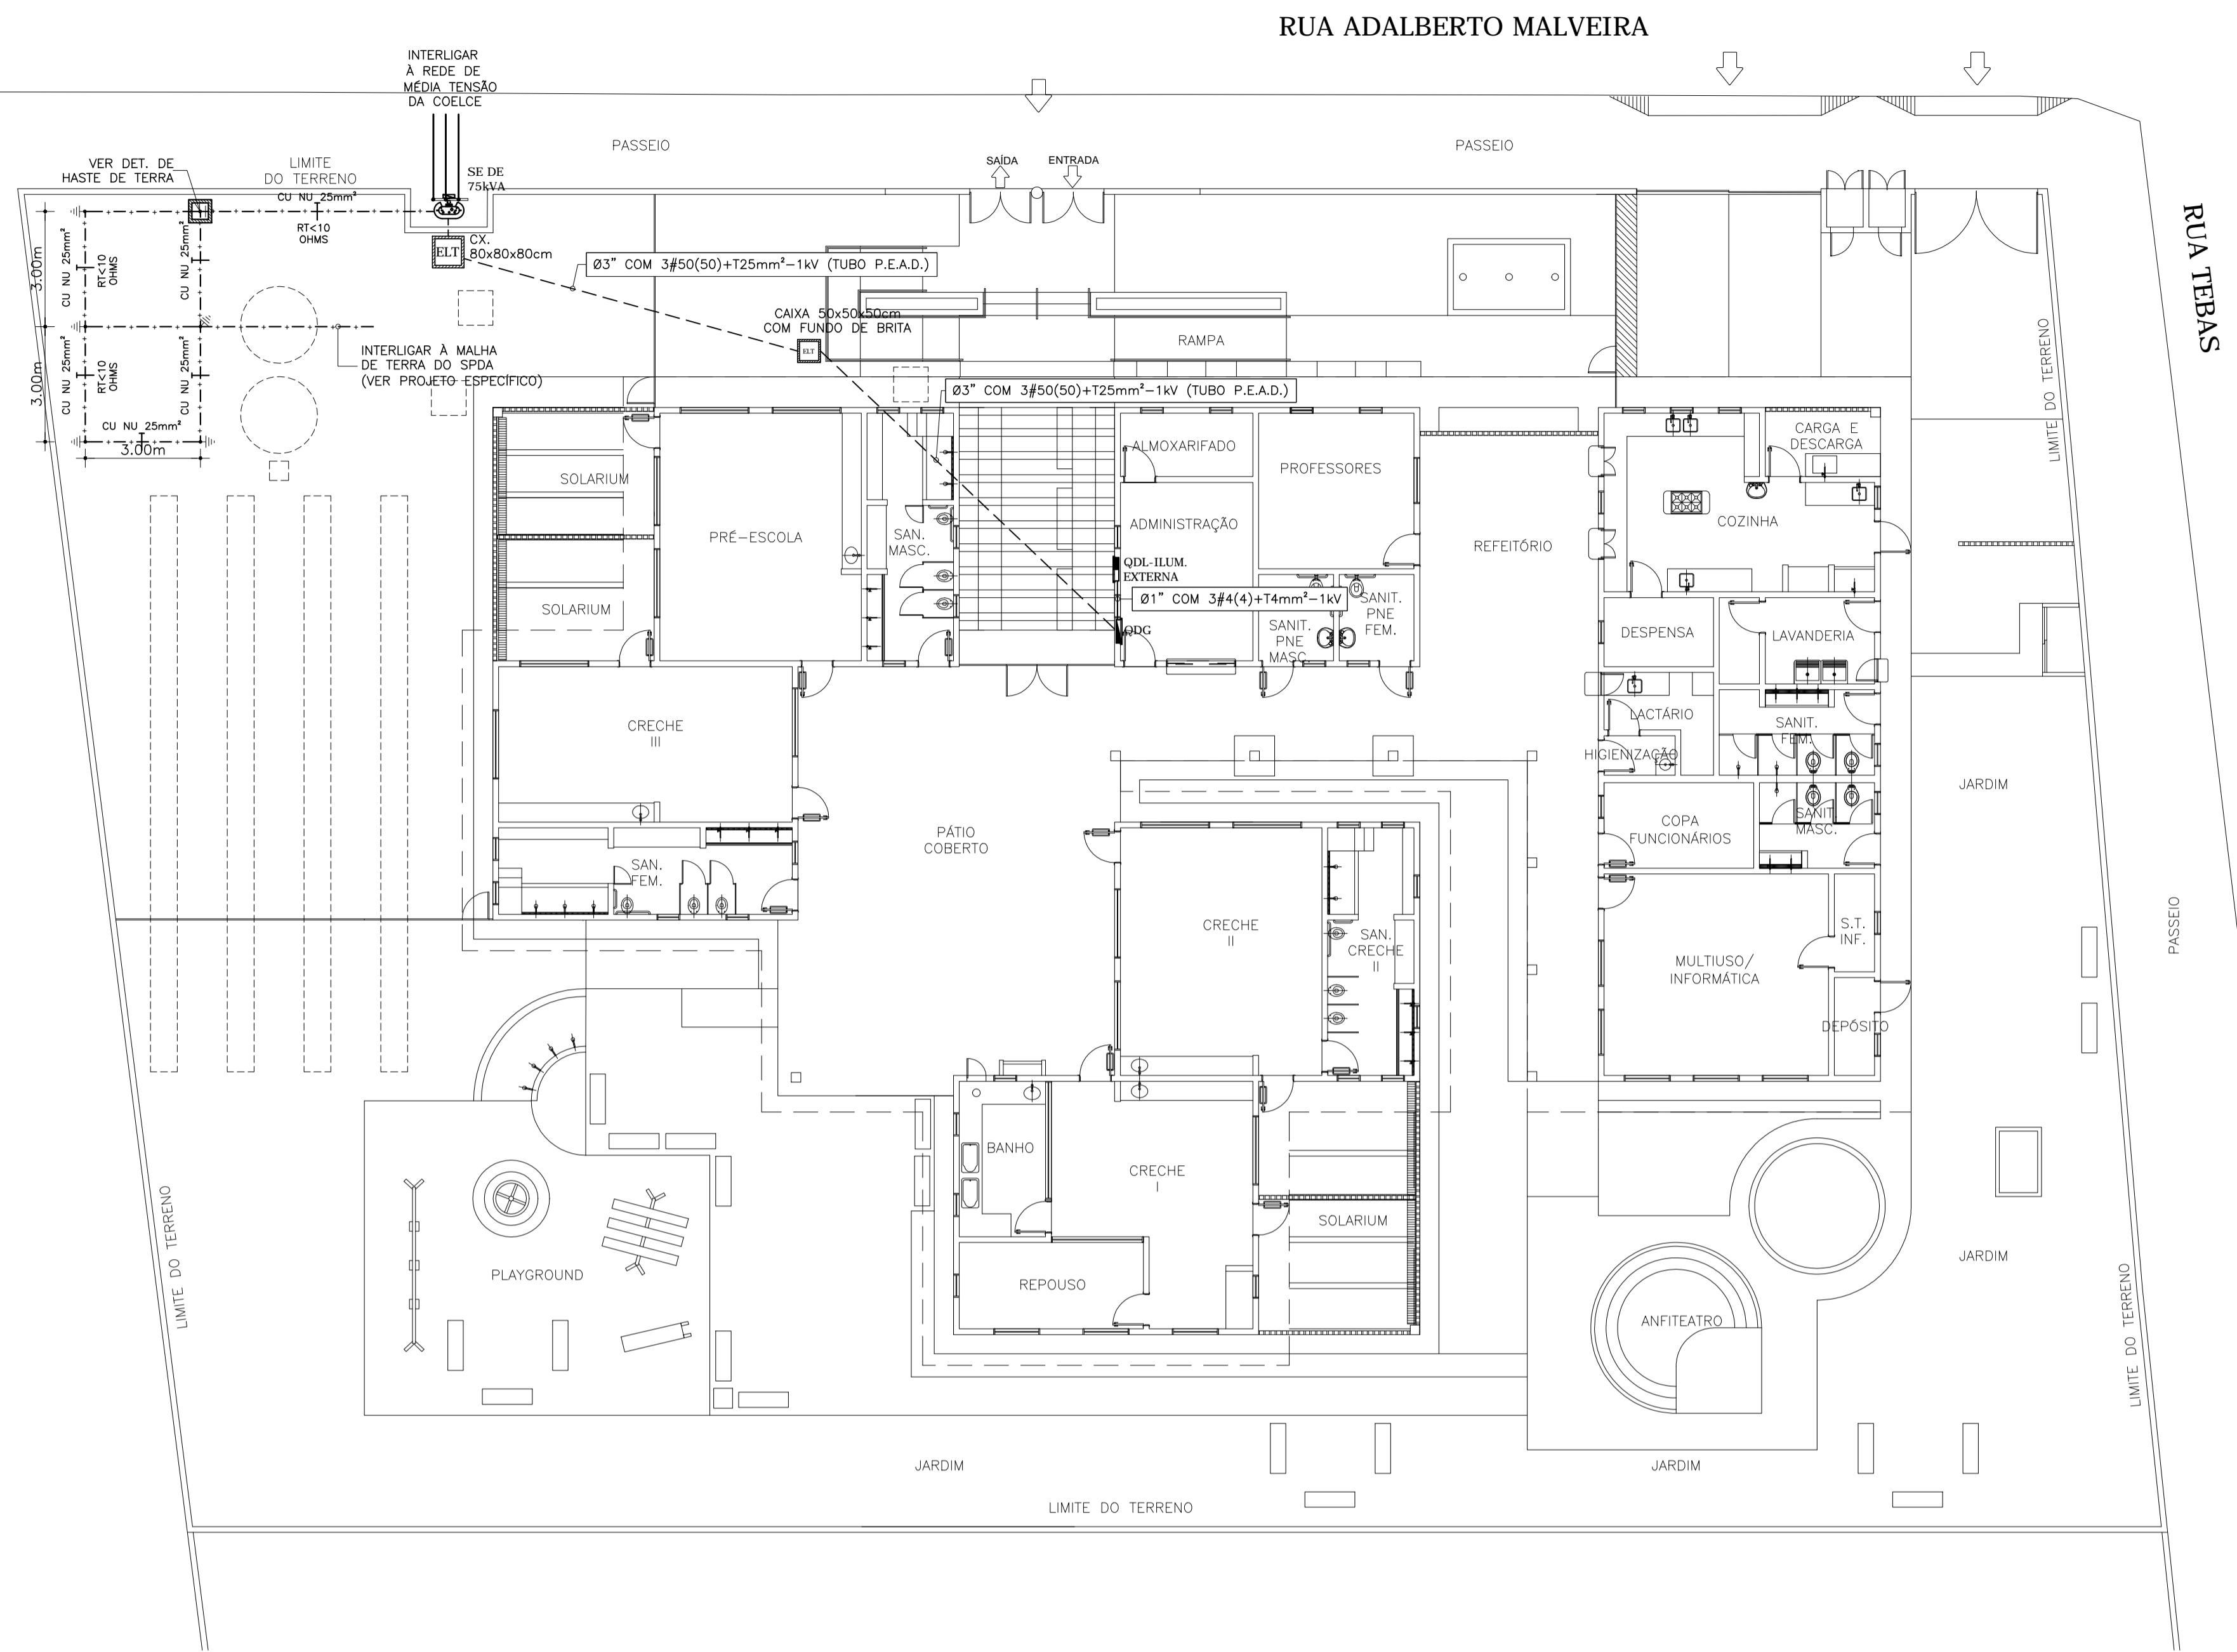 RUA ADALBERTO MALVEIRA
INTERLIGAR
À REDE DE
MÉDIA TENSÃO
DA COELCE
PASSEIO
PASSEIO
SAÍDA
ENTRADA
VER DET. DE
HASTE DE TERRA
LIMITE
DO TERRENO
SE DE
75kVA
CU NU 25mm²
RT<10
OHMS
ELT
CX.
80x80x80cm
RUA TEBAS
3.00m
CU NU 25mm²
RT<10
OHMS
CU NU 25mm²
Ø3" COM 3#50(50)+T25mm²-1kV (TUBO P.E.A.D.)
CAIXA 50x50x50cm
COM FUNDO DE BRITA
ELT
RAMPA
LIMITE DO TERRENO
INTERLIGAR À MALHA
DE TERRA DO SPDA
(VER PROJETO ESPECÍFICO)
3.00m
CU NU 25mm²
RT<10
OHMS
CU NU 25mm²
CU NU 25mm²
3.00m
Ø3" COM 3#50(50)+T25mm²-1kV (TUBO P.E.A.D.)
SOLARIUM
ALMOXARIFADO
PROFESSORES
CARGA E
DESCARGA
PRÉ-ESCOLA
SAN.
MASC.
ADMINISTRAÇÃO
REFEITÓRIO
COZINHA
QDL-ILUM.
EXTERNA
SOLARIUM
Ø1" COM 3#4(4)+T4mm²-1kV
QDG
SANIT.
PNE
MASC.
SANIT.
PNE
FEM.
DESPENSA
LAVANDERIA
CRECHE
III
LACTÁRIO
SANIT.
FEM.
HIGIENIZAÇÃO
JARDIM
PÁTIO
COBERTO
COPA
FUNCIONÁRIOS
SANIT.
MASC.
SAN.
FEM.
CRECHE
II
SAN.
CRECHE
II
S.T.
INF.
PASSEIO
MULTIUSO/
INFORMÁTICA
DEPÓSITO
BANHO
CRECHE
I
SOLARIUM
LIMITE DO TERRENO
PLAYGROUND
REPOUSO
JARDIM
ANFITEATRO
LIMITE DO TERRENO
JARDIM
JARDIM
LIMITE DO TERRENO